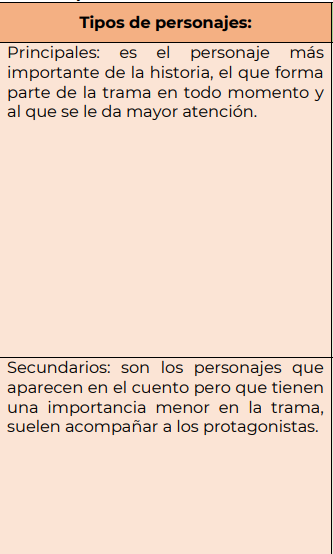 Tipos de personajes:
Principales: es el personaje más
importante de la historia, el que forma
parte de la trama en todo momento y
al que se le da mayor atención.
Secundarios: son los personajes que
aparecen en el cuento pero que tienen
una importancia menor en la trama,
suelen acompañar a los protagonistas.